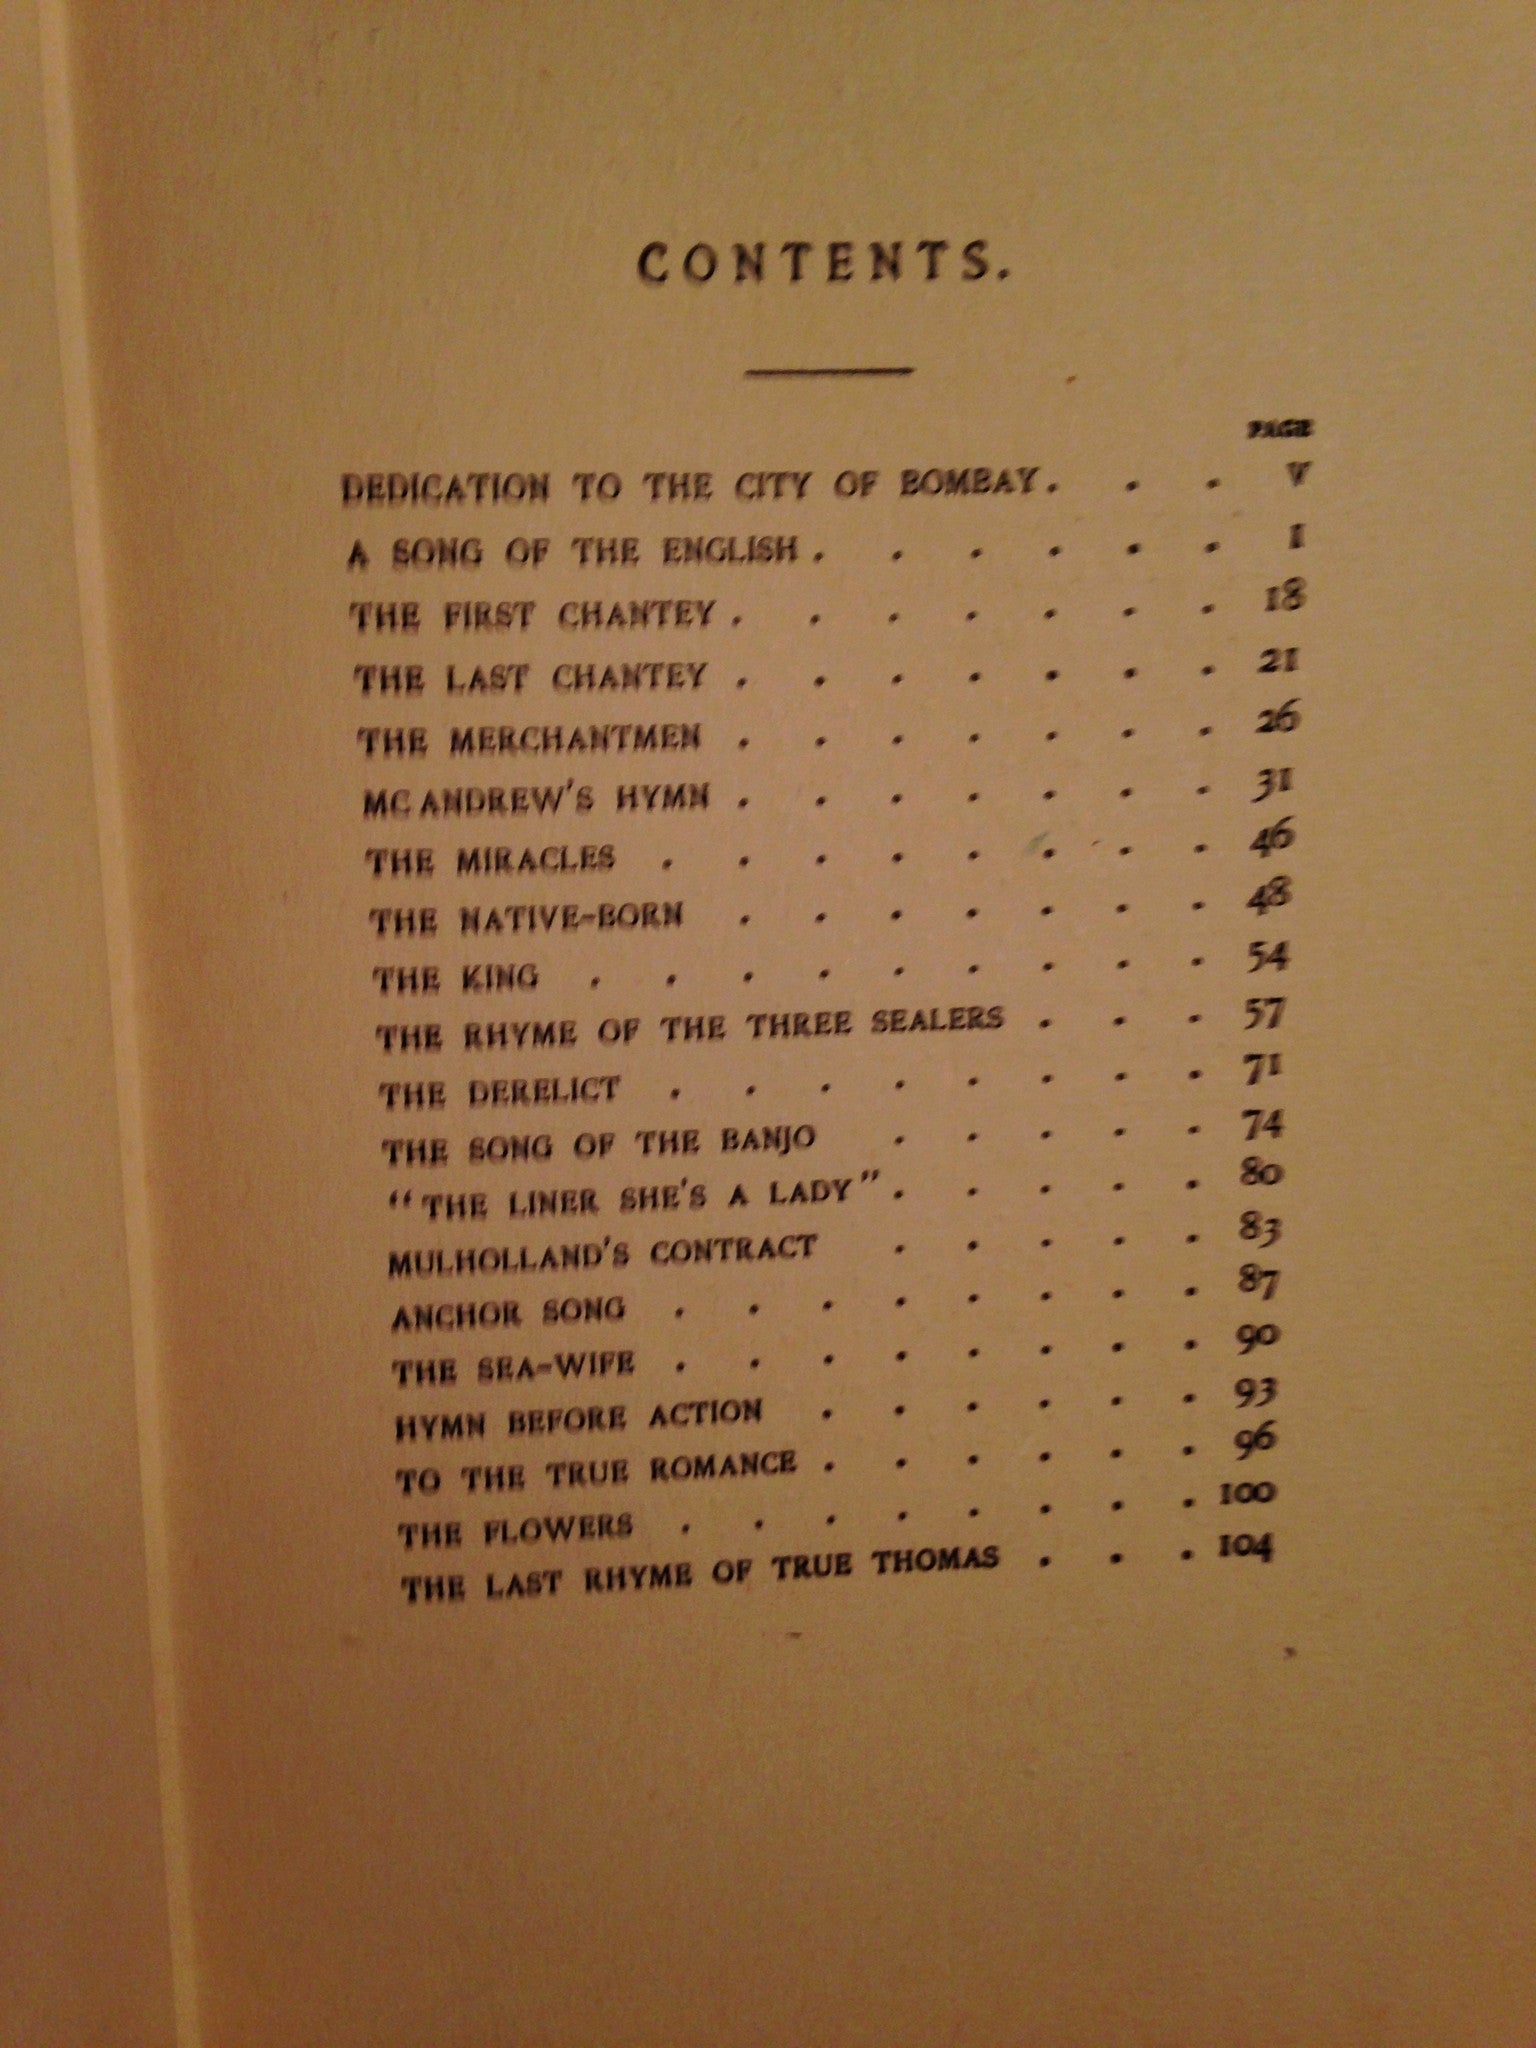 CONTENTS.
PAGE
DEDICATION TO THE CITY OF BOMBAY . . . V
A SONG OF THE ENGLISH . . . . . . 1
THE FIRST CHANTEY . . . . . . . 18
THE LAST CHANTEY . . . . . . . 21
THE MERCHANTMEN . . . . . . . 26
MCANDREW'S HYMN . . . . . . . 31
THE MIRACLES . . . . . . . . 46
THE NATIVE-BORN . . . . . . . 48
THE KING . . . . . . . . . 54
THE RHYME OF THE THREE SEALERS . . . 57
THE DERELICT . . . . . . . . 71
THE SONG OF THE BANJO . . . . . 74
"THE LINER SHE'S A LADY" . . . . . 80
MULHOLLAND'S CONTRACT . . . . . 83
ANCHOR SONG . . . . . . . . 87
THE SEA-WIFE . . . . . . . . 90
HYMN BEFORE ACTION . . . . . . 93
TO THE TRUE ROMANCE . . . . . . 96
THE FLOWERS . . . . . . . . 100
THE LAST RHYME OF TRUE THOMAS . . . 104